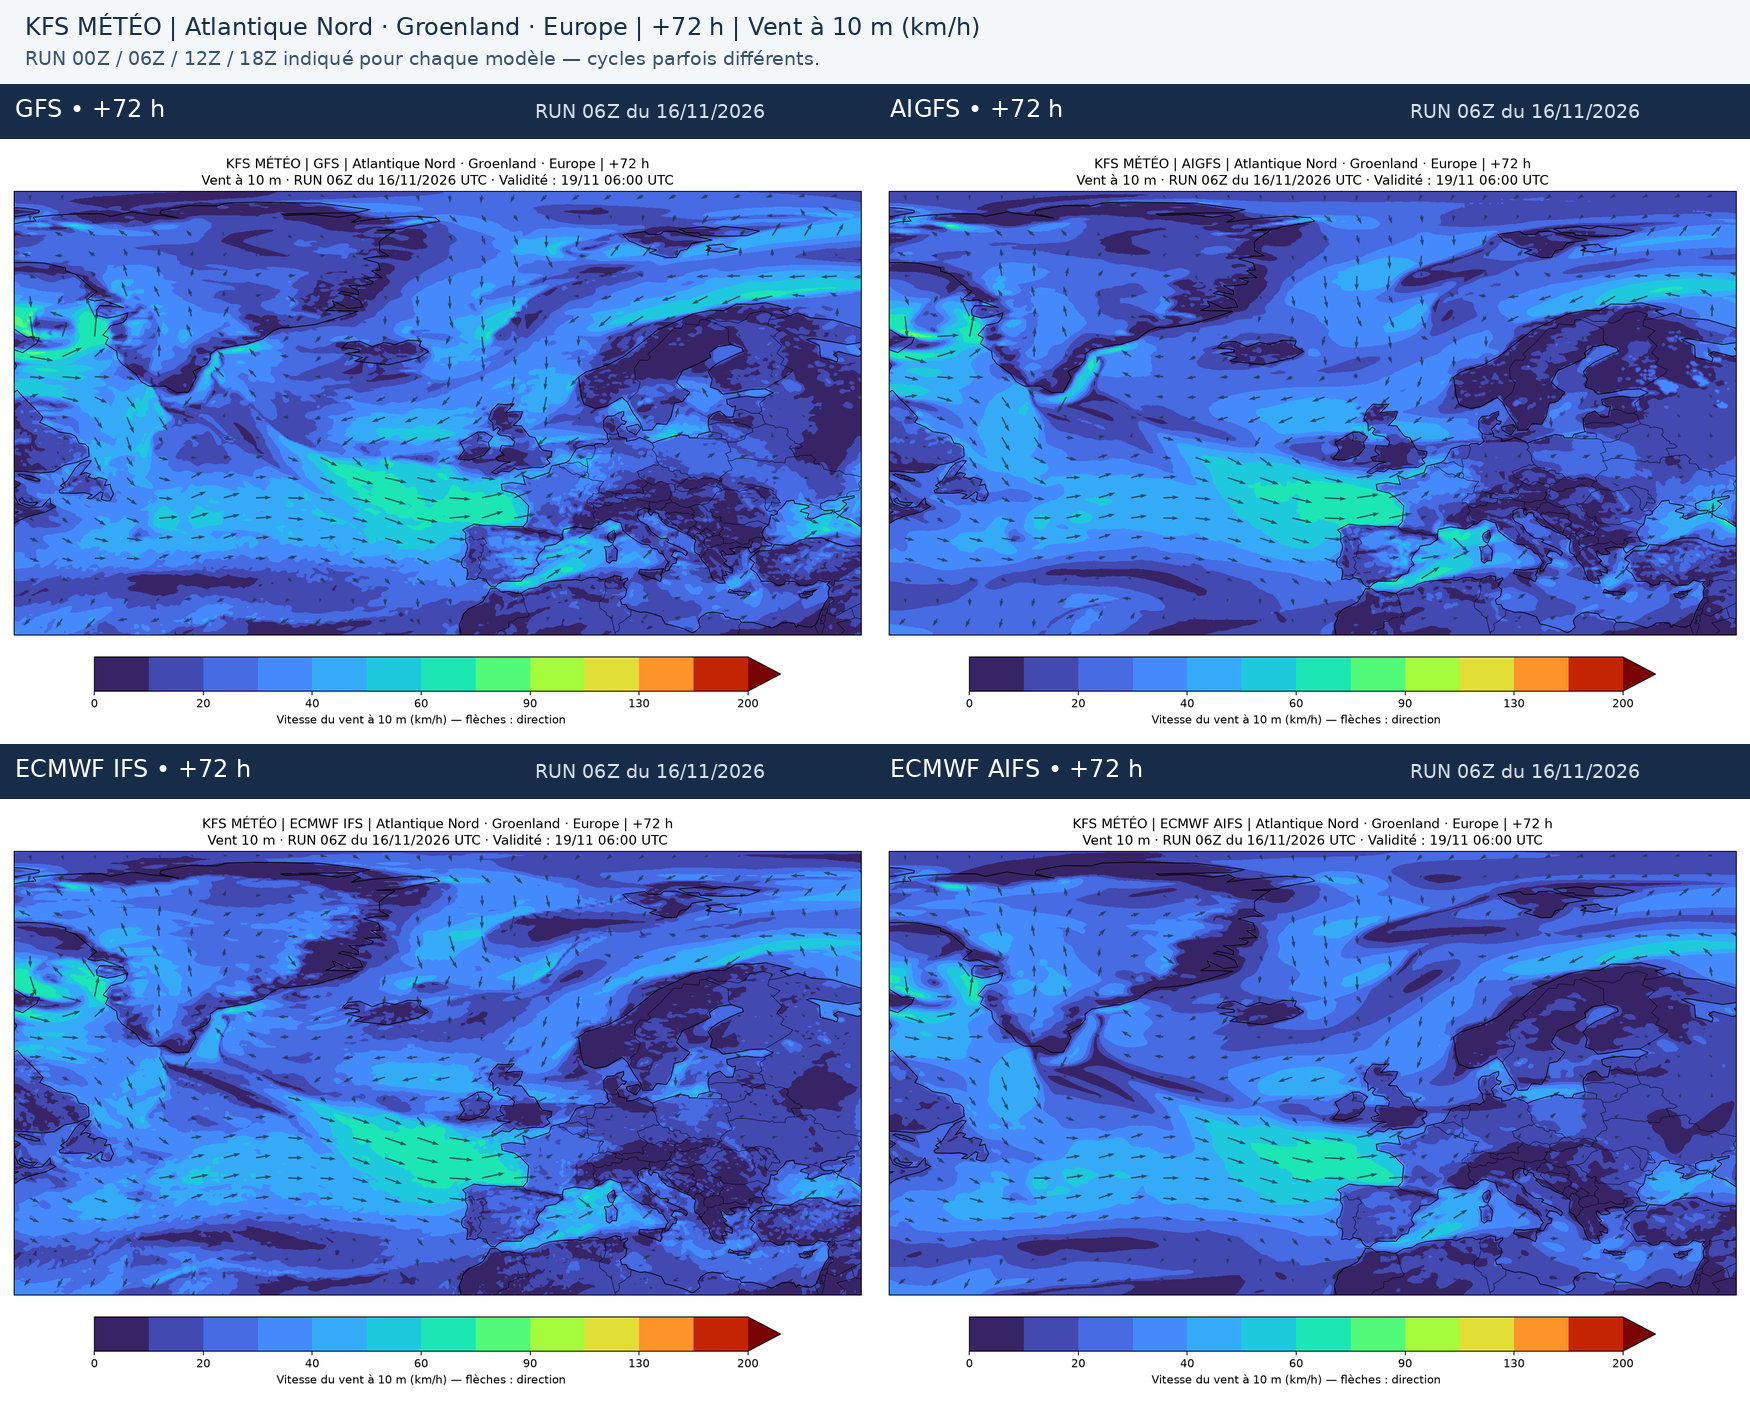 KFS MÉTÉO | Atlantique Nord · Groenland · Europe | +72 h | Vent à 10 m (km/h)
RUN 00Z / 06Z / 12Z / 18Z indiqué pour chaque modèle — cycles parfois différents.
GFS • +72 h
RUN 06Z du 16/11/2026
KFS MÉTÉO | GFS | Atlantique Nord · Groenland · Europe | +72 h
Vent à 10 m · RUN 06Z du 16/11/2026 UTC · Validité : 19/11 06:00 UTC
0 20 40 60 90 130 200
Vitesse du vent à 10 m (km/h) — flèches : direction
AIGFS • +72 h
RUN 06Z du 16/11/2026
KFS MÉTÉO | AIGFS | Atlantique Nord · Groenland · Europe | +72 h
Vent à 10 m · RUN 06Z du 16/11/2026 UTC · Validité : 19/11 06:00 UTC
0 20 40 60 90 130 200
Vitesse du vent à 10 m (km/h) — flèches : direction
ECMWF IFS • +72 h
RUN 06Z du 16/11/2026
KFS MÉTÉO | ECMWF IFS | Atlantique Nord · Groenland · Europe | +72 h
Vent 10 m · RUN 06Z du 16/11/2026 UTC · Validité : 19/11 06:00 UTC
0 20 40 60 90 130 200
Vitesse du vent à 10 m (km/h) — flèches : direction
ECMWF AIFS • +72 h
RUN 06Z du 16/11/2026
KFS MÉTÉO | ECMWF AIFS | Atlantique Nord · Groenland · Europe | +72 h
Vent 10 m · RUN 06Z du 16/11/2026 UTC · Validité : 19/11 06:00 UTC
0 20 40 60 90 130 200
Vitesse du vent à 10 m (km/h) — flèches : direction